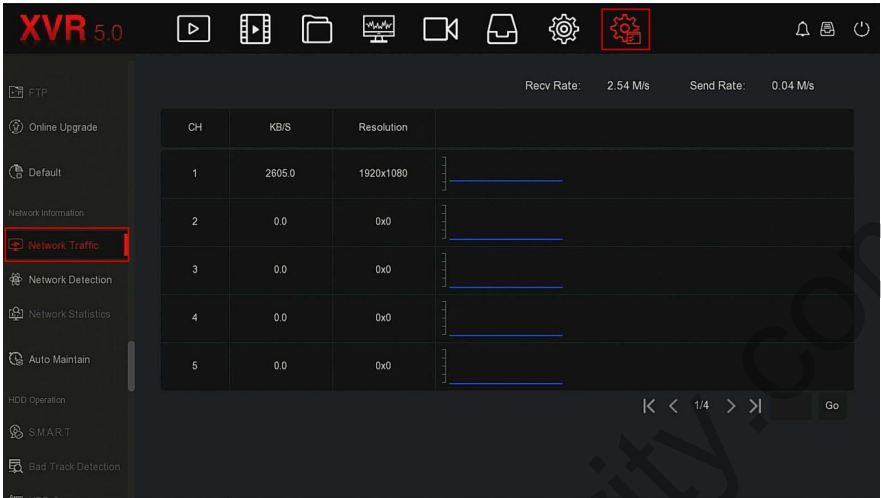 XVR 5.0
Recv Rate: 2.54 M/s Send Rate: 0.04 M/s
FTP
Online Upgrade
Default
Network Information
Network Traffic
Network Detection
Network Statistics
Auto Maintain
HDD Operation
S.M.A.R.T
Bad Track Detection
CH KB/S Resolution
1 2605.0 1920x1080
2 0.0 0x0
3 0.0 0x0
4 0.0 0x0
5 0.0 0x0
1/4 Go